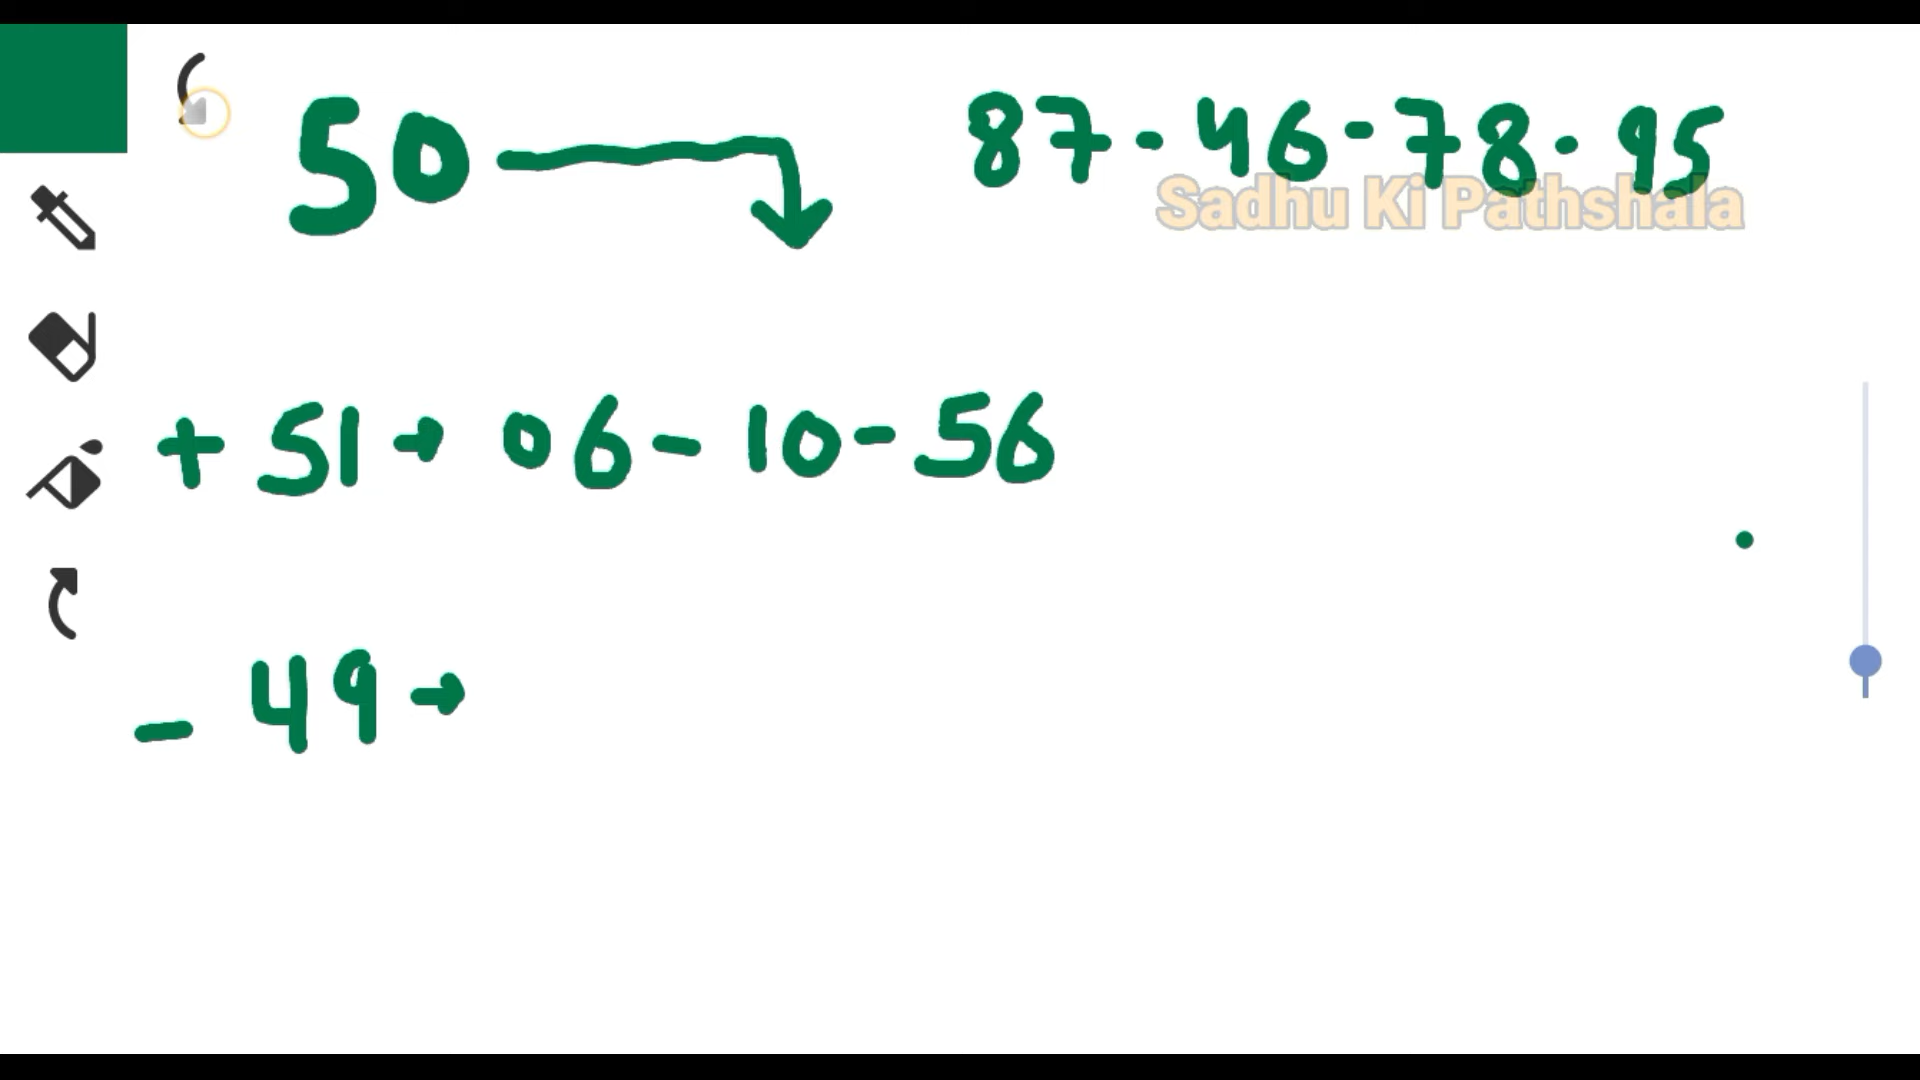 50 → 87 - 46 - 78 - 95
Sadhu Ki Pathshala
+ 51 → 06 - 10 - 56
- 49 →